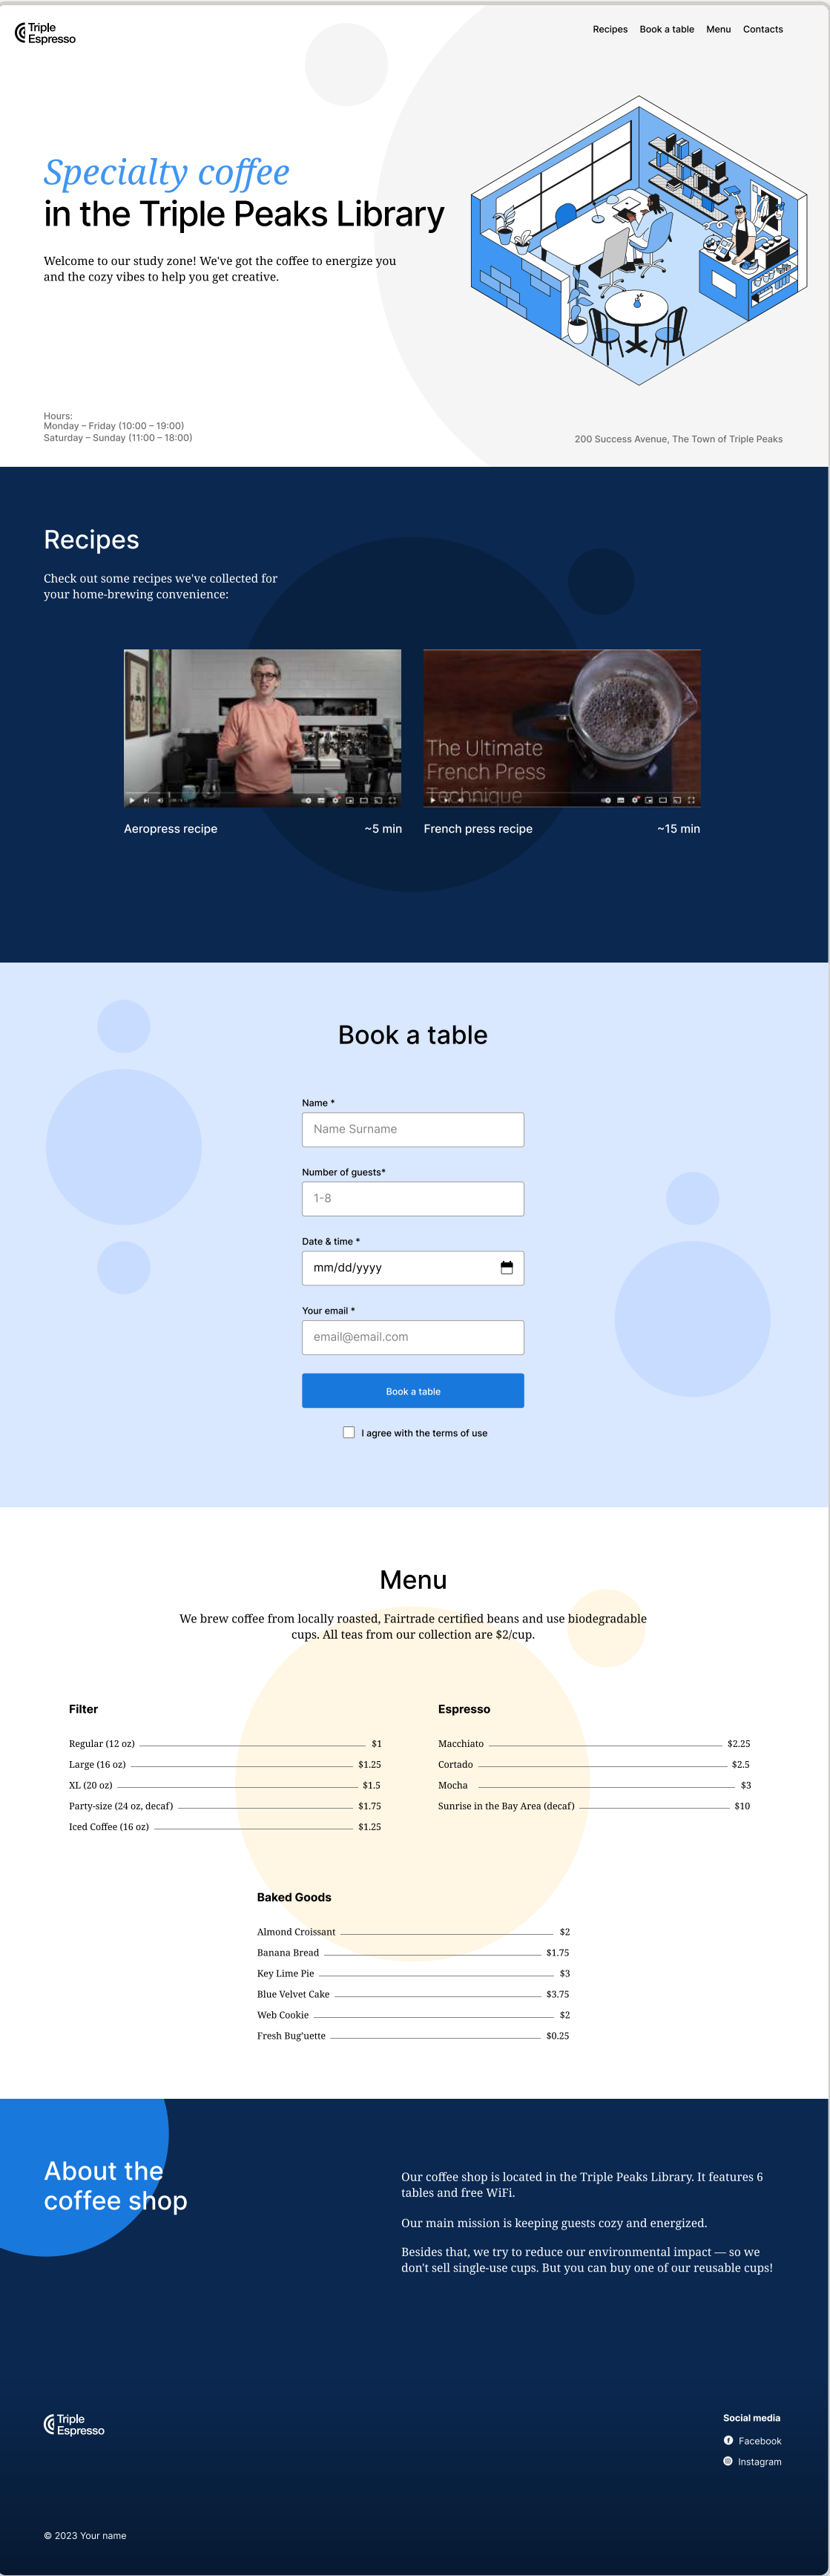 Triple
Espresso
Recipes Book a table Menu Contacts
Specialty coffee
in the Triple Peaks Library
Welcome to our study zone! We've got the coffee to energize you
and the cozy vibes to help you get creative.
Hours:
Monday – Friday (10:00 – 19:00)
Saturday – Sunday (11:00 – 18:00)
200 Success Avenue, The Town of Triple Peaks
Recipes
Check out some recipes we've collected for
your home-brewing convenience:
The Ultimate
French Press
Technique
Aeropress recipe ~5 min
French press recipe ~15 min
Book a table
Name *
Name Surname
Number of guests*
1-8
Date & time *
mm/dd/yyyy
Your email *
email@email.com
Book a table
I agree with the terms of use
Menu
We brew coffee from locally roasted, Fairtrade certified beans and use biodegradable
cups. All teas from our collection are $2/cup.
Filter
Regular (12 oz) $1
Large (16 oz) $1.25
XL (20 oz) $1.5
Party-size (24 oz, decaf) $1.75
Iced Coffee (16 oz) $1.25
Espresso
Macchiato $2.25
Cortado $2.5
Mocha $3
Sunrise in the Bay Area (decaf) $10
Baked Goods
Almond Croissant $2
Banana Bread $1.75
Key Lime Pie $3
Blue Velvet Cake $3.75
Web Cookie $2
Fresh Bug'uette $0.25
About the
coffee shop
Our coffee shop is located in the Triple Peaks Library. It features 6
tables and free WiFi.
Our main mission is keeping guests cozy and energized.
Besides that, we try to reduce our environmental impact — so we
don't sell single-use cups. But you can buy one of our reusable cups!
Triple
Espresso
Social media
Facebook
Instagram
© 2023 Your name